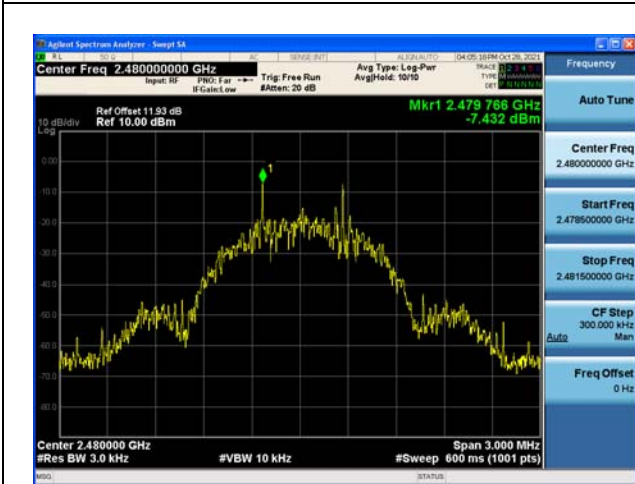 Agilent Spectrum Analyzer - Swept SA
RL 50 Ω AC SENSE:INT ALIGN AUTO 04:05:16 PM Oct 28, 2021
Center Freq 2.480000000 GHz
Input: RF PNO: Far
IFGain:Low
Trig: Free Run
#Atten: 20 dB
Avg Type: Log-Pwr
Avg|Hold: 10/10
TRACE 1 2 3 4 5 6
TYPE
DET P N N N N N
Mkr1 2.479 766 GHz
-7.432 dBm
Ref Offset 11.93 dB
Ref 10.00 dBm
10 dB/div
Log
1
0.00
-10.0
-20.0
-30.0
-40.0
-50.0
-60.0
-70.0
-80.0
Center 2.480000 GHz
#Res BW 3.0 kHz
#VBW 10 kHz
Span 3.000 MHz
#Sweep 600 ms (1001 pts)
MSG
STATUS
Frequency
Auto Tune
Center Freq
2.480000000 GHz
Start Freq
2.478500000 GHz
Stop Freq
2.481500000 GHz
CF Step
300.000 kHz
Auto Man
Freq Offset
0 Hz